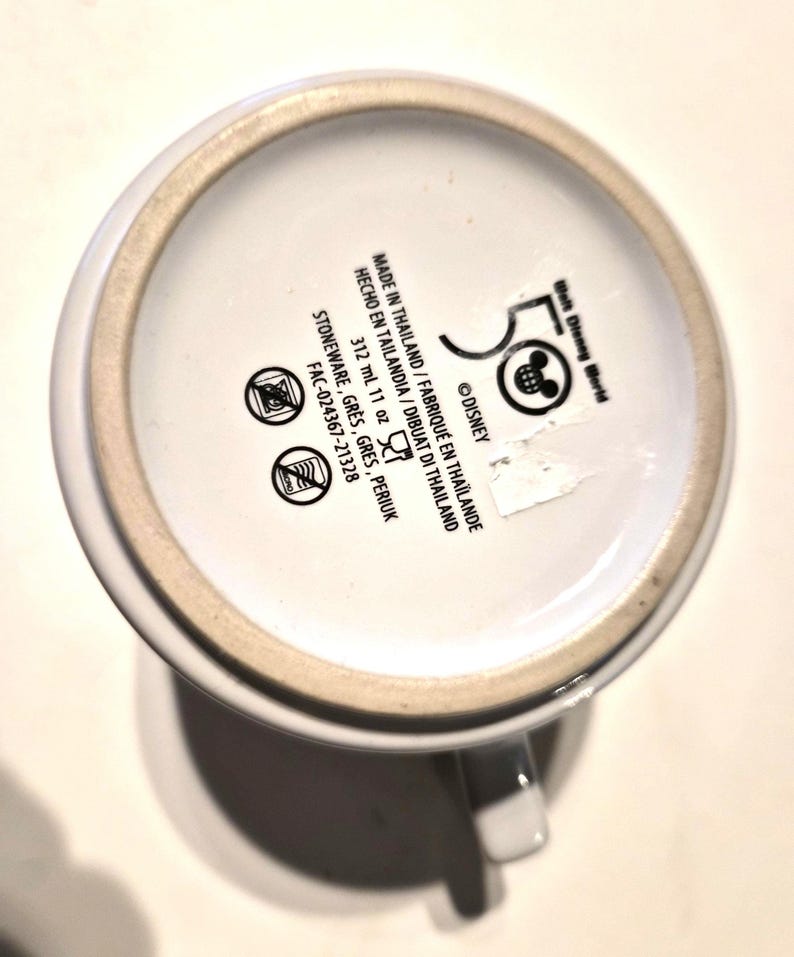 Walt Disney World
50
© DISNEY
MADE IN THAILAND / FABRIQUÉ EN THAÏLANDE
HECHO EN TAILANDIA / DIBUAT DI THAILAND
312 mL 11 oz
STONEWARE, GRÈS, GRES, PERIUK
FAC-024367-21328
MICRO